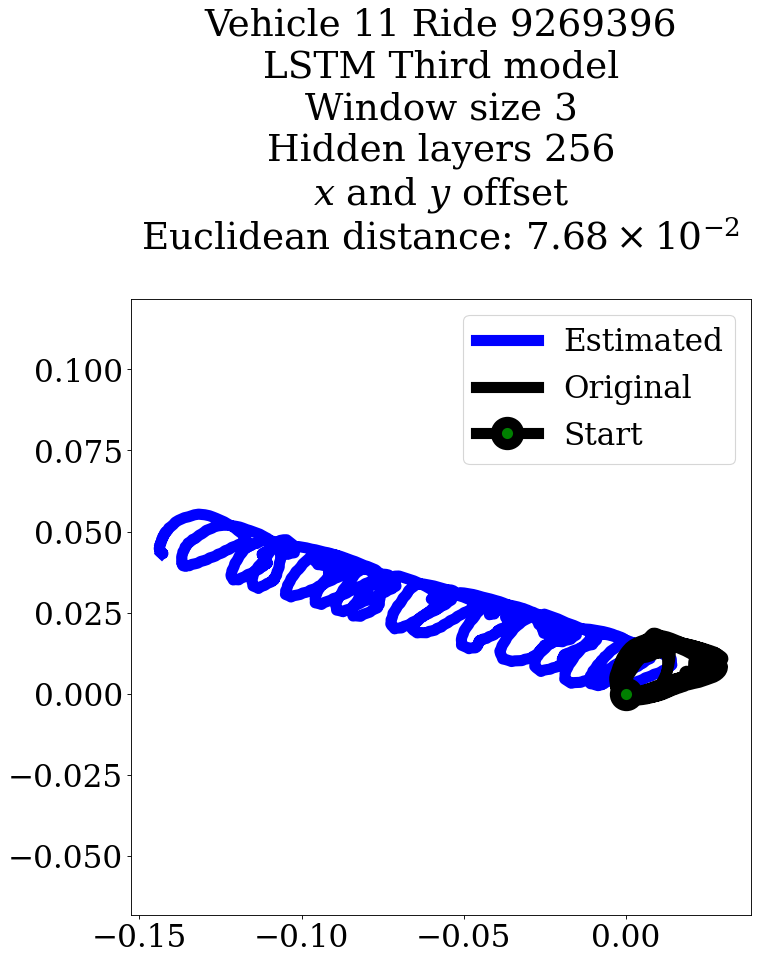 Vehicle 11 Ride 9269396
LSTM Third model
Window size 3
Hidden layers 256
x and y offset
Euclidean distance: 7.68 × 10⁻²
Estimated
Original
Start
0.100
0.075
0.050
0.025
0.000
−0.025
−0.050
−0.15 −0.10 −0.05 0.00